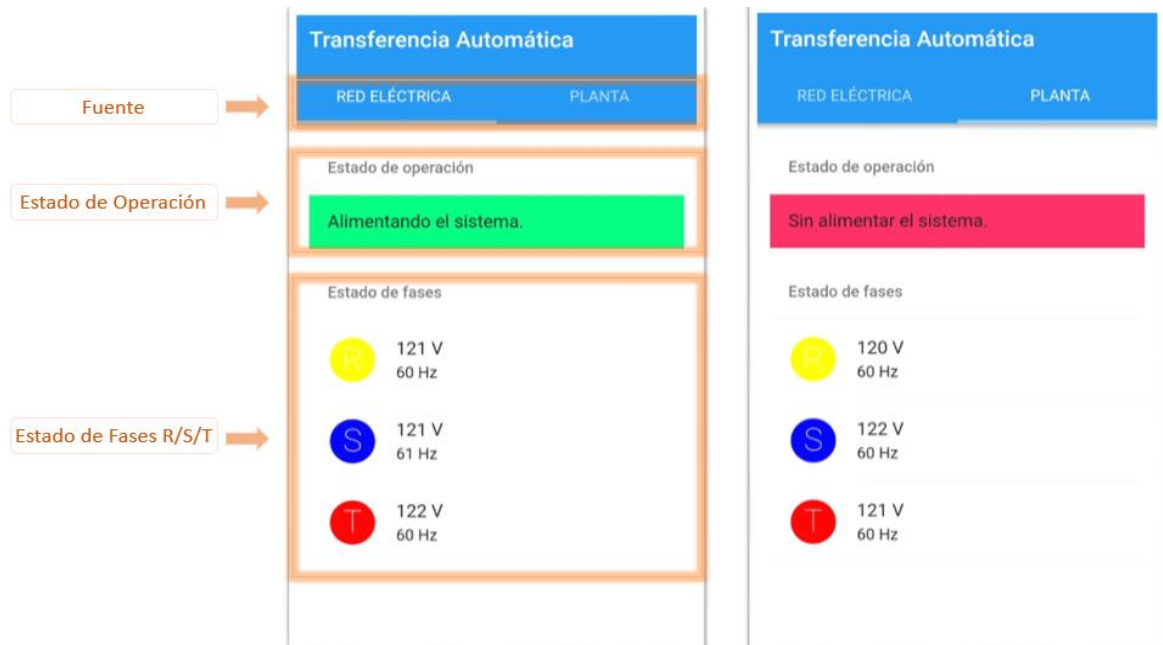 Fuente
Estado de Operación
Estado de Fases R/S/T
Transferencia Automática
RED ELÉCTRICA PLANTA
Estado de operación
Alimentando el sistema.
Estado de fases
R
121 V
60 Hz
S
121 V
61 Hz
T
122 V
60 Hz
Transferencia Automática
RED ELÉCTRICA PLANTA
Estado de operación
Sin alimentar el sistema.
Estado de fases
R
120 V
60 Hz
S
122 V
60 Hz
T
121 V
60 Hz